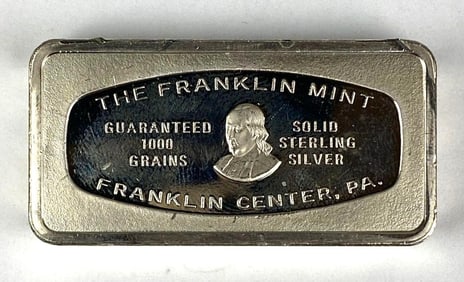 THE FRANKLIN MINT
GUARANTEED
1000
GRAINS
SOLID
STERLING
SILVER
FRANKLIN CENTER, PA.